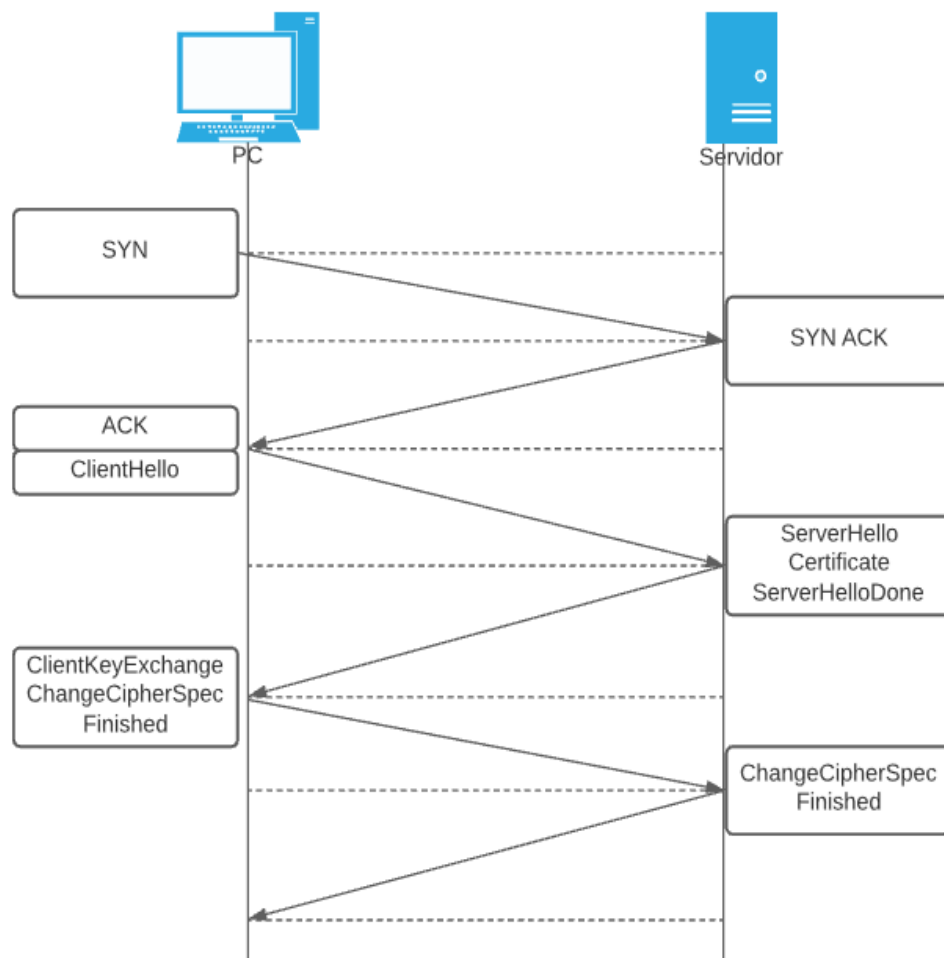 PC
Servidor
SYN
SYN ACK
ACK
ClientHello
ServerHello
Certificate
ServerHelloDone
ClientKeyExchange
ChangeCipherSpec
Finished
ChangeCipherSpec
Finished